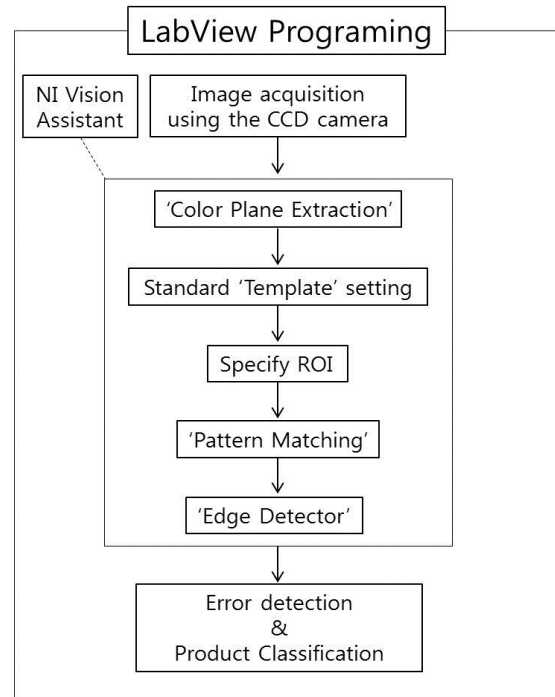 LabView Programing
NI Vision
Assistant
Image acquisition
using the CCD camera
‘Color Plane Extraction’
Standard ‘Template’ setting
Specify ROI
‘Pattern Matching’
‘Edge Detector’
Error detection
&
Product Classification